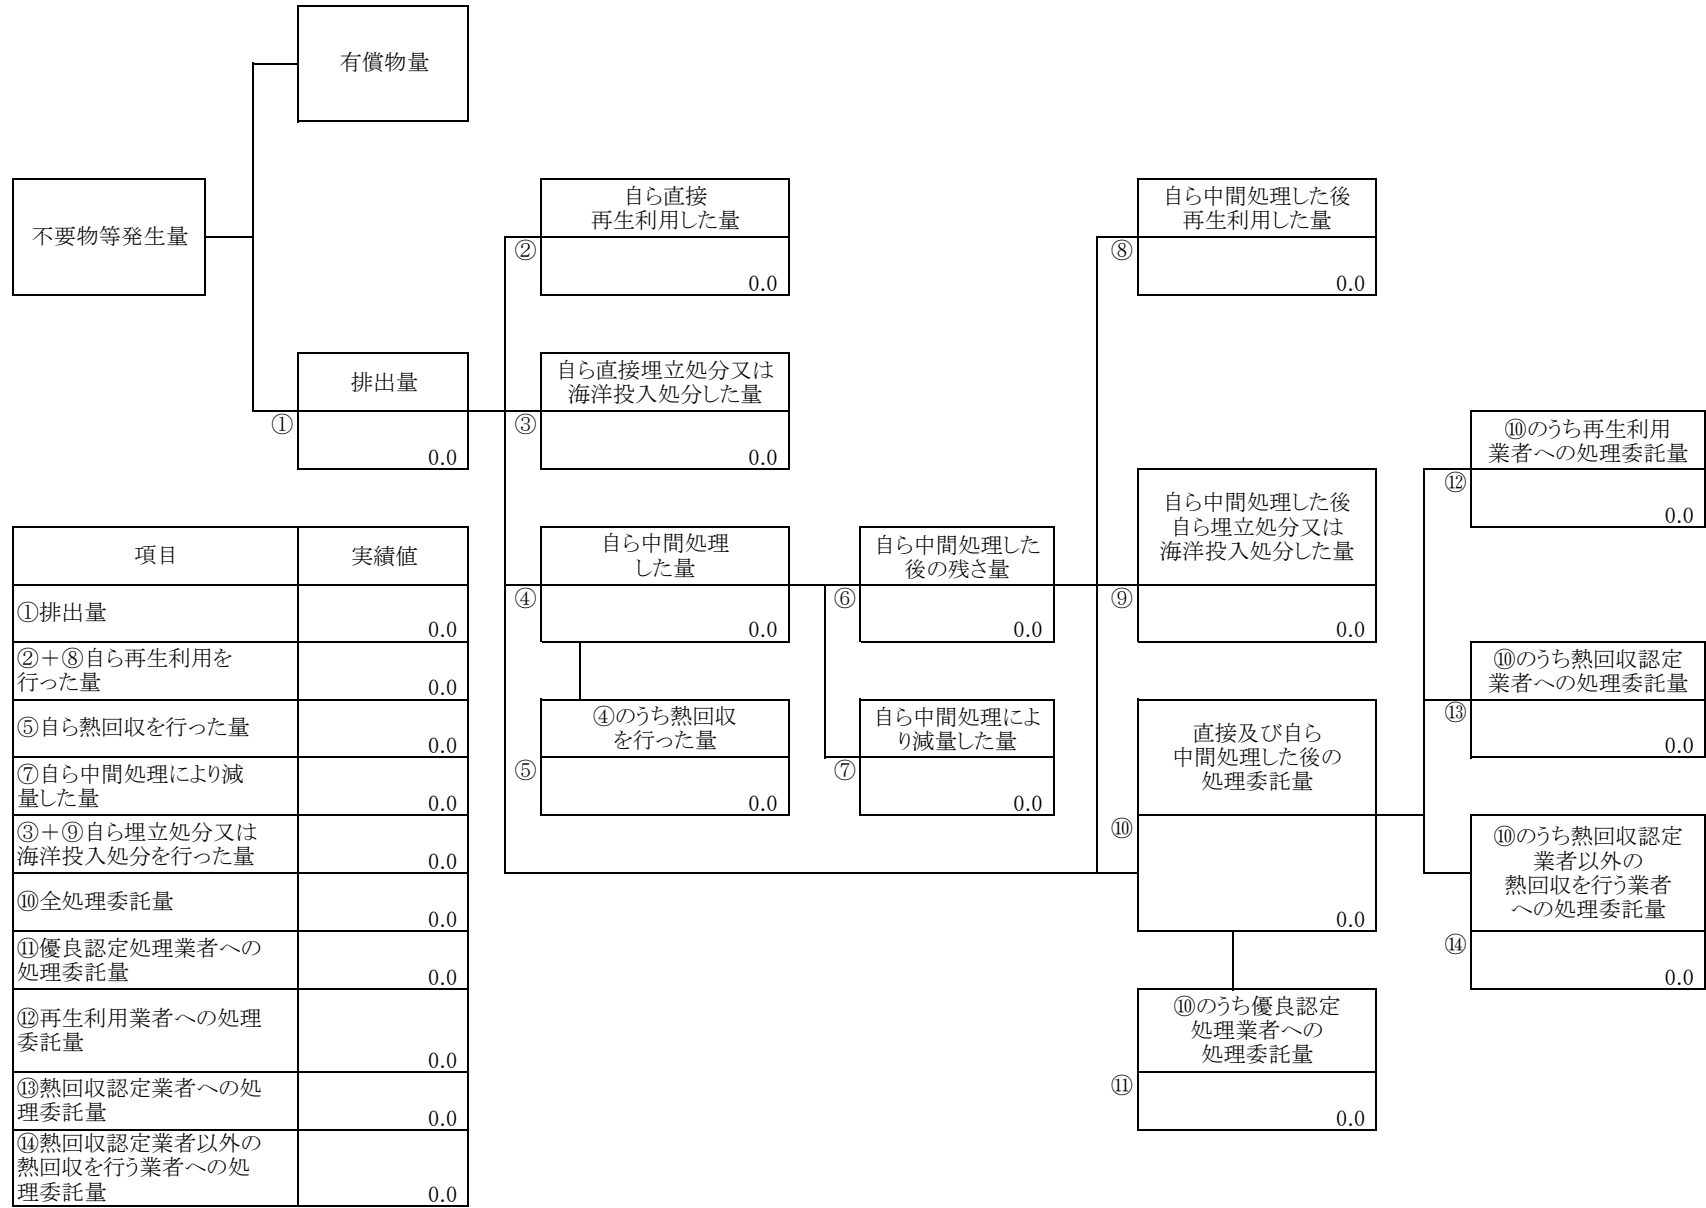 有償物量
不要物等発生量
自ら直接
再生利用した量
②
0.0
自ら中間処理した後
再生利用した量
⑧
0.0
排出量
①
0.0
自ら直接埋立処分又は
海洋投入処分した量
③
0.0
⑩のうち再生利用
業者への処理委託量
⑫
0.0
自ら中間処理
した量
④
0.0
自ら中間処理した
後の残さ量
⑥
0.0
自ら中間処理した後
自ら埋立処分又は
海洋投入処分した量
⑨
0.0
⑩のうち熱回収認定
業者への処理委託量
⑬
0.0
④のうち熱回収
を行った量
⑤
0.0
自ら中間処理によ
り減量した量
⑦
0.0
直接及び自ら
中間処理した後の
処理委託量
⑩
0.0
⑩のうち熱回収認定
業者以外の
熱回収を行う業者
への処理委託量
⑭
0.0
⑩のうち優良認定
処理業者への
処理委託量
⑪
0.0
項目 実績値
①排出量
0.0
②＋⑧自ら再生利用を
行った量 0.0
⑤自ら熱回収を行った量
0.0
⑦自ら中間処理により減
量した量 0.0
③＋⑨自ら埋立処分又は
海洋投入処分を行った量 0.0
⑩全処理委託量
0.0
⑪優良認定処理業者への
処理委託量 0.0
⑫再生利用業者への処理
委託量
0.0
⑬熱回収認定業者への処
理委託量 0.0
⑭熱回収認定業者以外の
熱回収を行う業者への処
理委託量 0.0